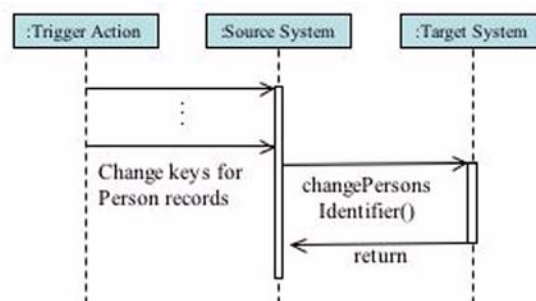 :Trigger Action
:Source System
:Target System
Change keys for
Person records
changePersons
Identifier()
return